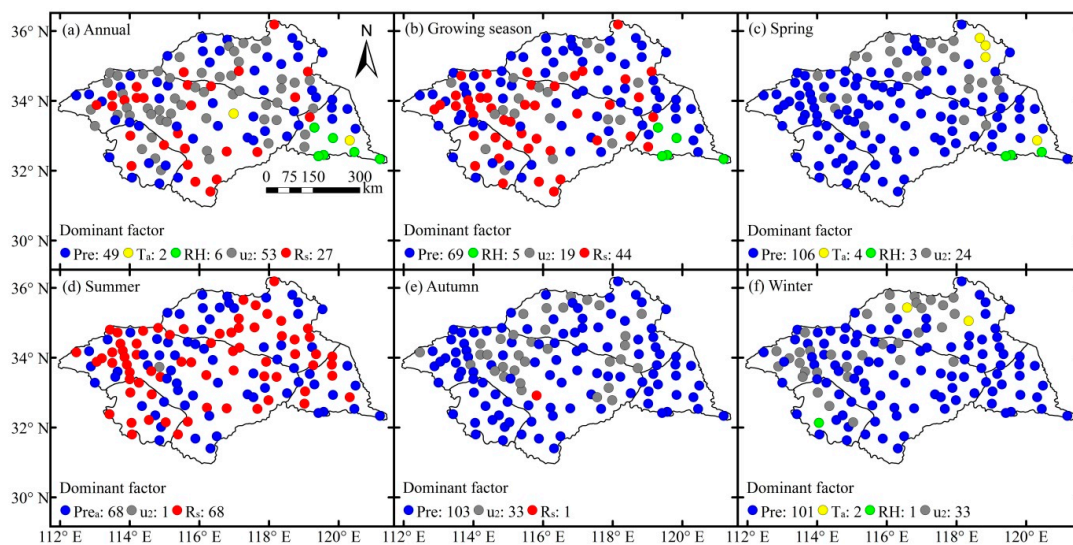 36° N
34° N
32° N
30° N
(a) Annual
N
0 75 150 300
km
Dominant factor
Pre: 49 Ta: 2 RH: 6 u2: 53 Rs: 27
(b) Growing season
Dominant factor
Pre: 69 RH: 5 u2: 19 Rs: 44
(c) Spring
Dominant factor
Pre: 106 Ta: 4 RH: 3 u2: 24
36° N
34° N
32° N
30° N
(d) Summer
Dominant factor
Prea: 68 u2: 1 Rs: 68
(e) Autumn
Dominant factor
Pre: 103 u2: 33 Rs: 1
(f) Winter
Dominant factor
Pre: 101 Ta: 2 RH: 1 u2: 33
112° E 114° E 116° E 118° E 120° E 112° E 114° E 116° E 118° E 120° E 112° E 114° E 116° E 118° E 120° E